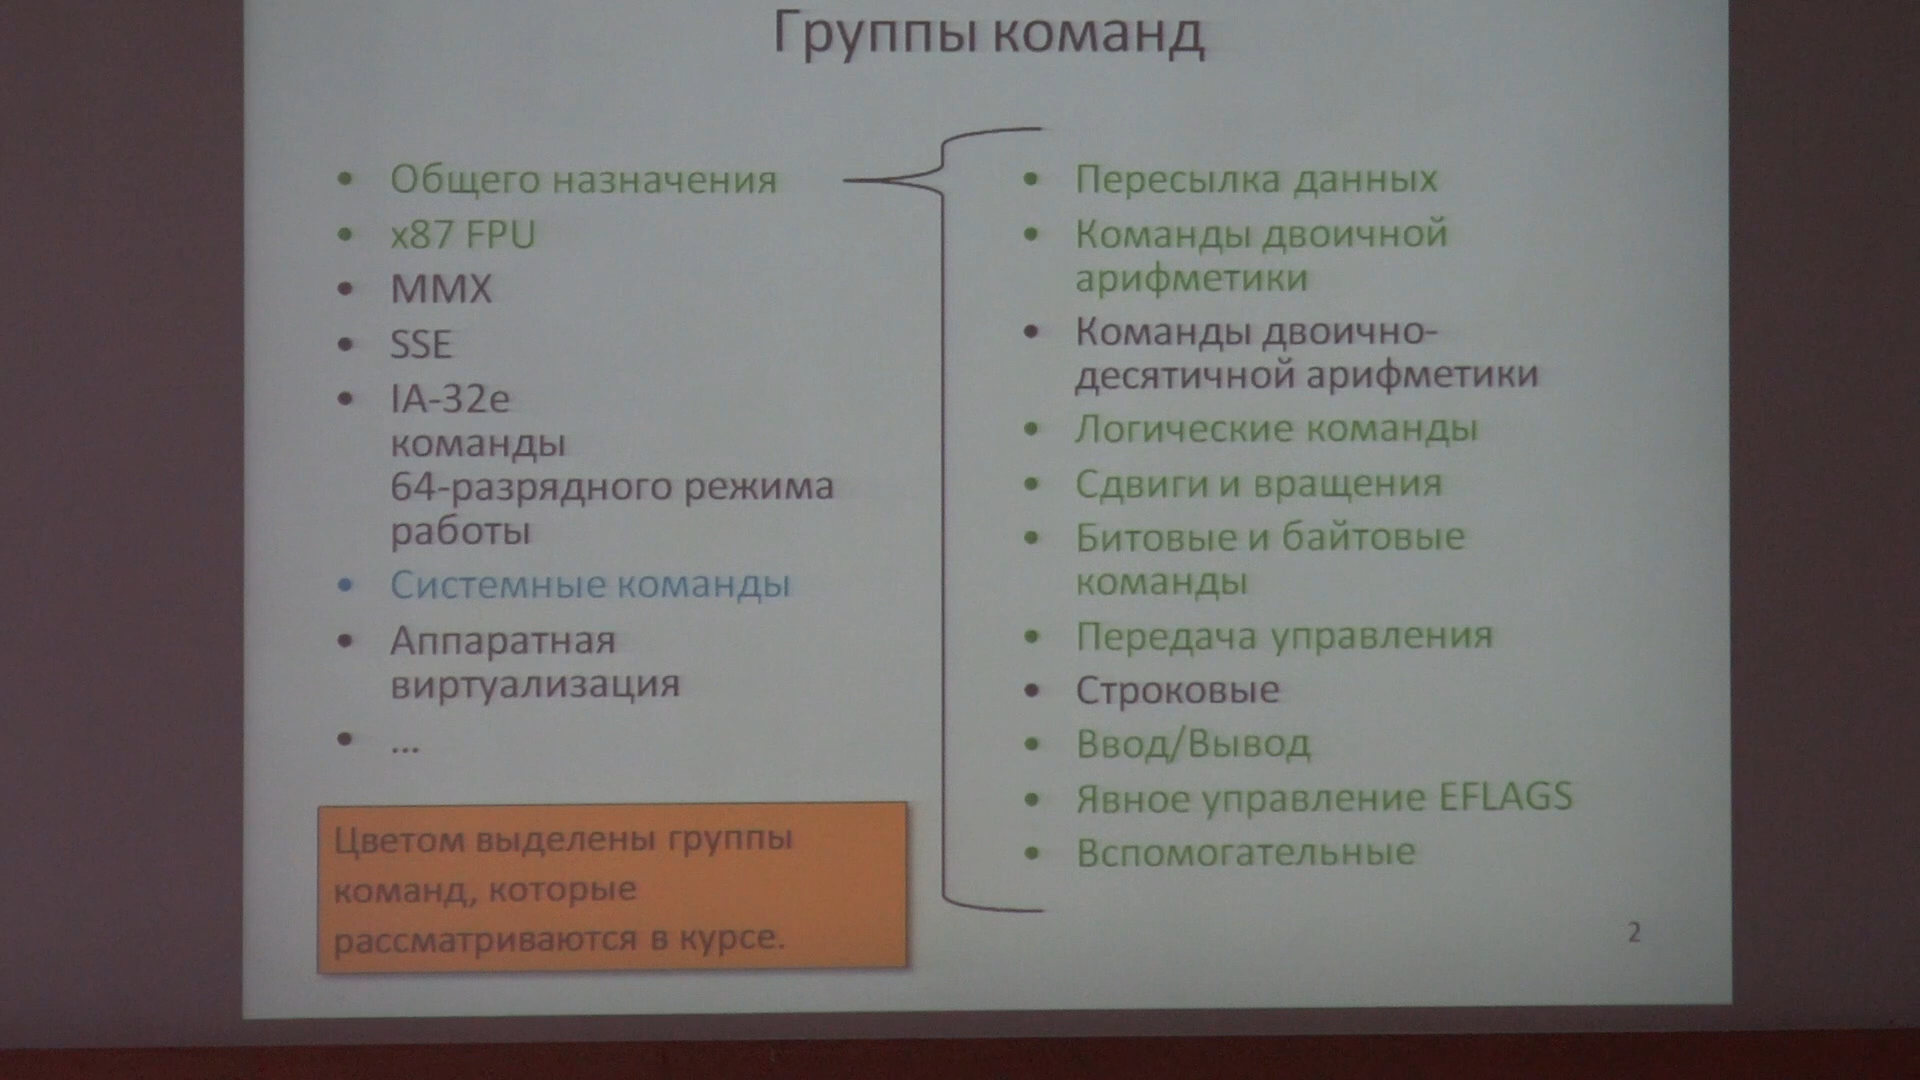 Группы команд
• Общего назначения
• x87 FPU
• MMX
• SSE
• IA-32e
команды
64-разрядного режима
работы
• Системные команды
• Аппаратная
виртуализация
• ...
Цветом выделены группы
команд, которые
рассматриваются в курсе.
• Пересылка данных
• Команды двоичной
арифметики
• Команды двоично-
десятичной арифметики
• Логические команды
• Сдвиги и вращения
• Битовые и байтовые
команды
• Передача управления
• Строковые
• Ввод/Вывод
• Явное управление EFLAGS
• Вспомогательные
2